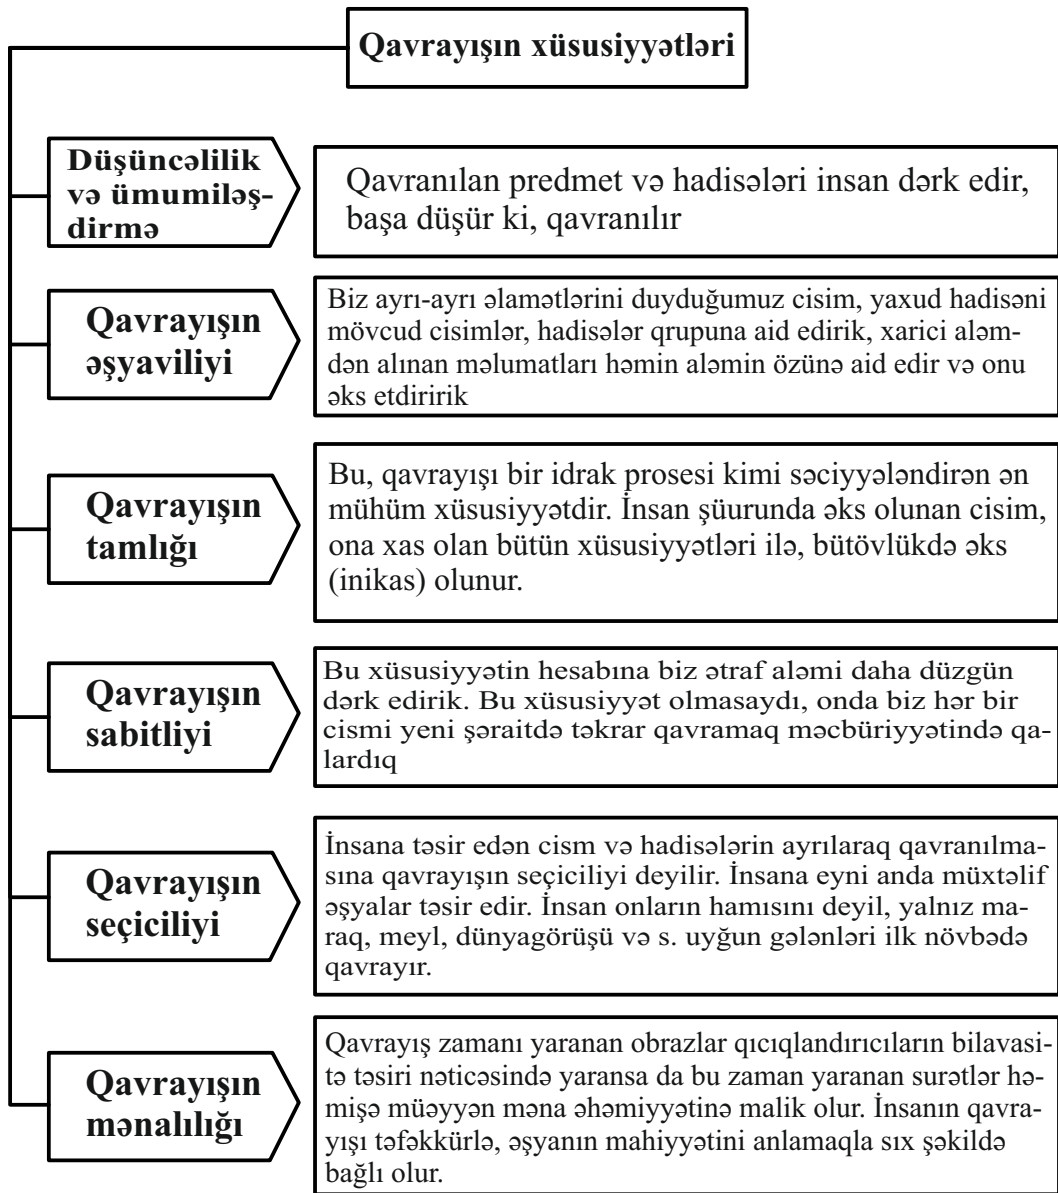 Qavrayışın xüsusiyyətləri
Düşüncəlilik
və ümumiləş-
dirmə
Qavranılan predmet və hadisələri insan dərk edir,
başa düşür ki, qavranılır
Qavrayışın
əşyaviliyi
Biz ayrı-ayrı əlamətlərini duyduğumuz cisim, yaxud hadisəni
mövcud cisimlər, hadisələr qrupuna aid edirik, xarici aləm-
dən alınan məlumatları həmin aləmin özünə aid edir və onu
əks etdiririk
Qavrayışın
tamlığı
Bu, qavrayışı bir idrak prosesi kimi səciyyələndirən ən
mühüm xüsusiyyətdir. İnsan şüurunda əks olunan cisim,
ona xas olan bütün xüsusiyyətləri ilə, bütövlükdə əks
(inikas) olunur.
Qavrayışın
sabitliyi
Bu xüsusiyyətin hesabına biz ətraf aləmi daha düzgün
dərk edirik. Bu xüsusiyyət olmasaydı, onda biz hər bir
cismi yeni şəraitdə təkrar qavramaq məcbüriyyətində qa-
lardıq
Qavrayışın
seçiciliyi
İnsana təsir edən cism və hadisələrin ayrılaraq qavranılma-
sına qavrayışın seçiciliyi deyilir. İnsana eyni anda müxtəlif
əşyalar təsir edir. İnsan onların hamısını deyil, yalnız ma-
raq, meyl, dünyagörüşü və s. uyğun gələnləri ilk növbədə
qavrayır.
Qavrayışın
mənalılığı
Qavrayış zamanı yaranan obrazlar qıcıqlandırıcıların bilavasi-
tə təsiri nəticəsində yaransa da bu zaman yaranan surətlər hə-
mişə müəyyən məna əhəmiyyətinə malik olur. İnsanın qavra-
yışı təfəkkürlə, əşyanın mahiyyətini anlamaqla sıx şəkildə
bağlı olur.